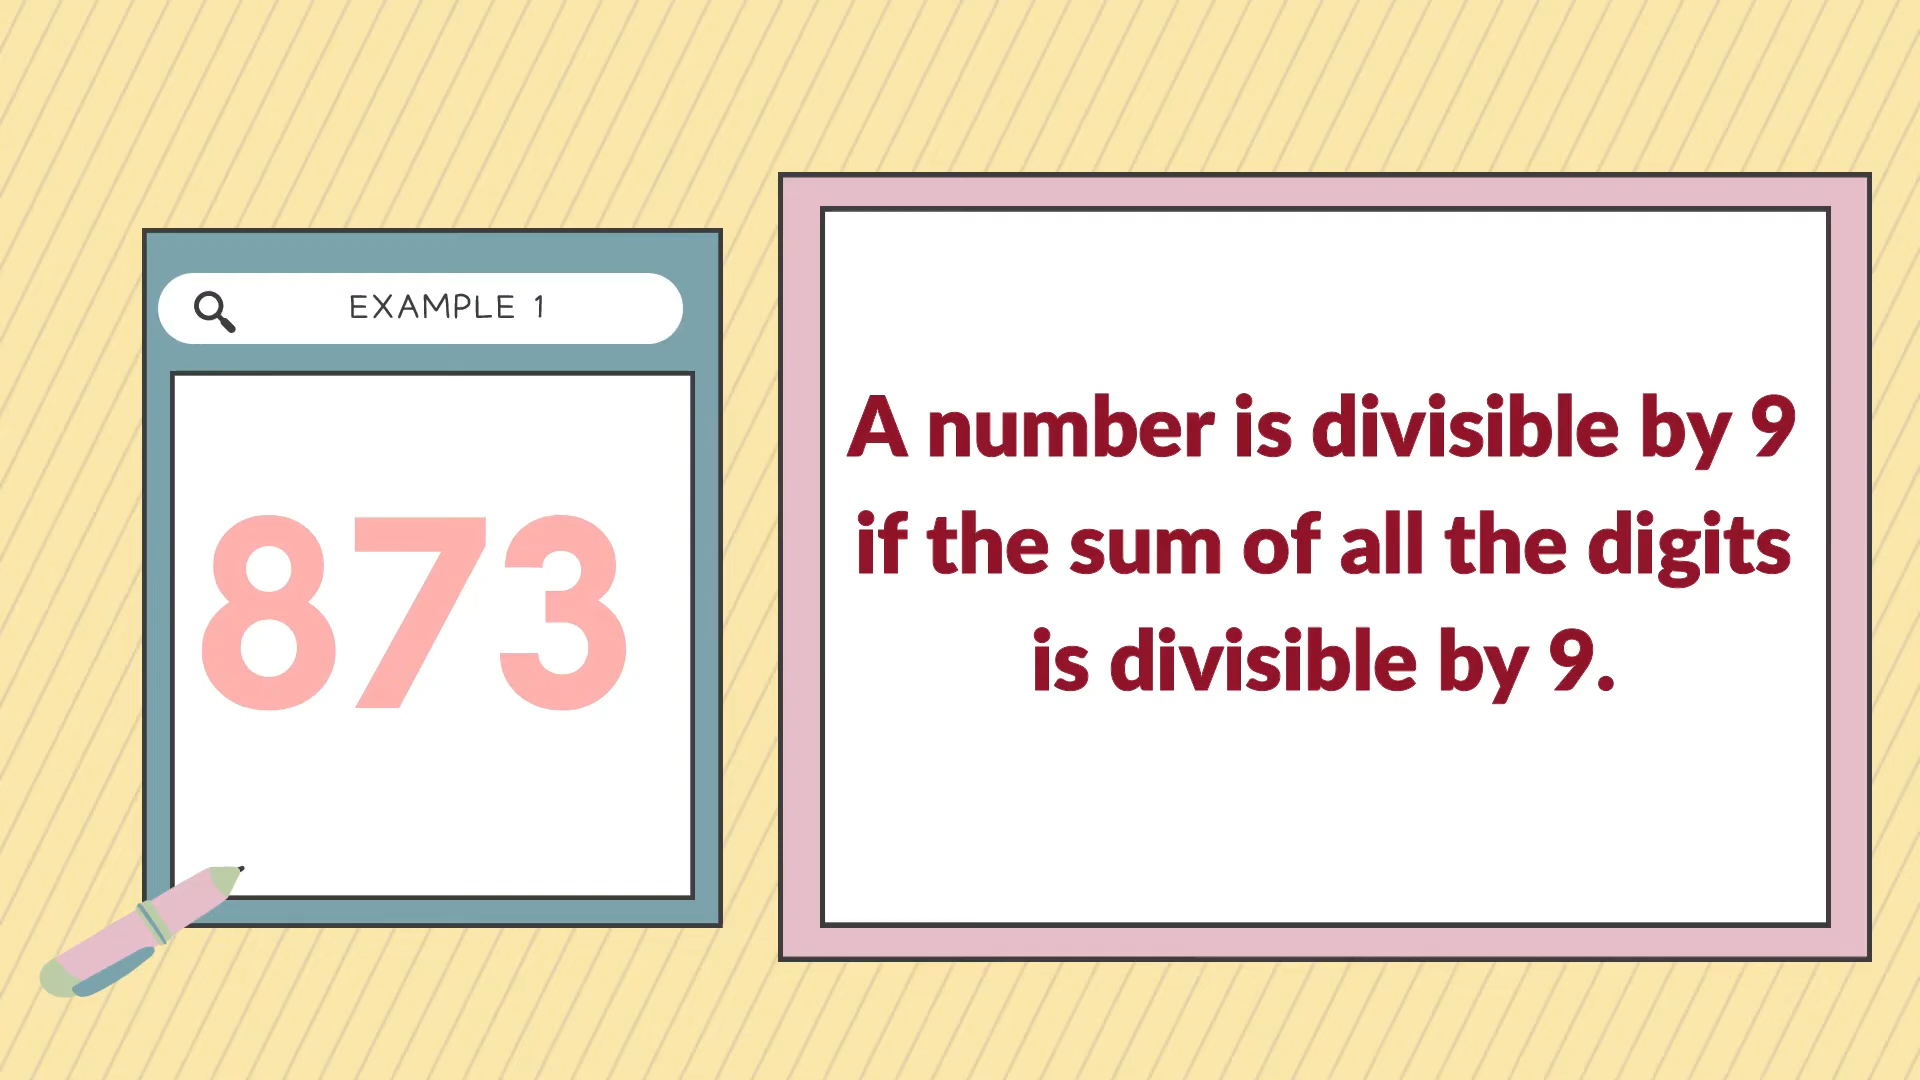 EXAMPLE 1
873
A number is divisible by 9
if the sum of all the digits
is divisible by 9.